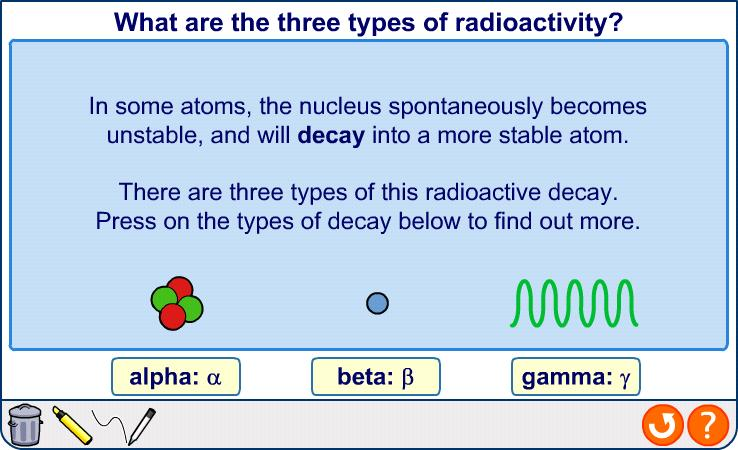 What are the three types of radioactivity?
In some atoms, the nucleus spontaneously becomes
unstable, and will decay into a more stable atom.
There are three types of this radioactive decay.
Press on the types of decay below to find out more.
alpha: α
beta: β
gamma: γ
?